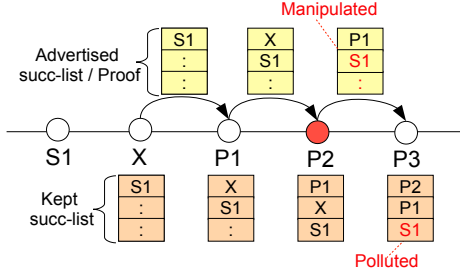 Manipulated
Advertised
succ-list / Proof
S1
:
:
X
S1
:
P1
S1
:
S1
X
P1
P2
P3
Kept
succ-list
S1
:
:
X
S1
:
P1
X
S1
P2
P1
S1
Polluted